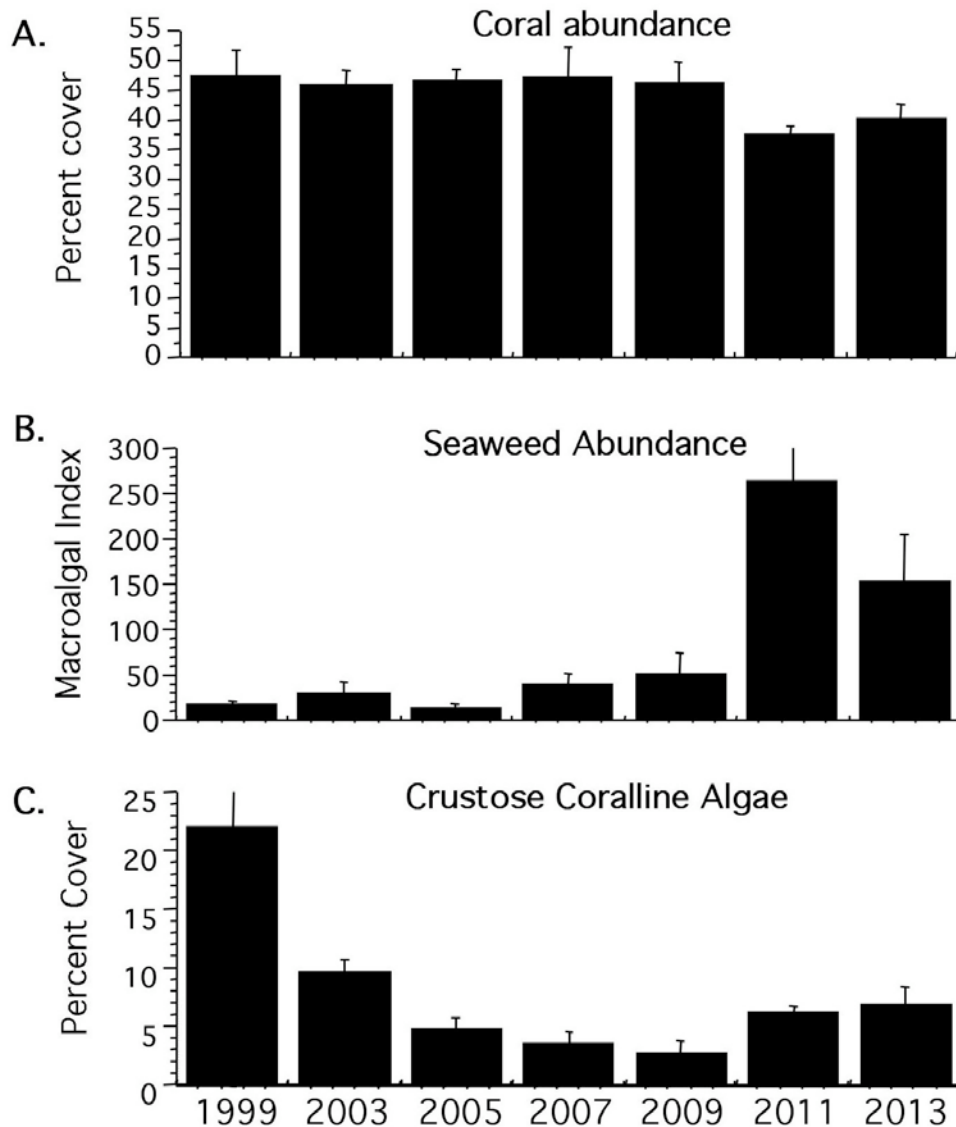 A.
Coral abundance
Percent cover
55
50
45
40
35
30
25
20
15
10
5
0
B.
Seaweed Abundance
Macroalgal Index
300
250
200
150
100
50
0
C.
Crustose Coralline Algae
Percent Cover
25
20
15
10
5
0
1999 2003 2005 2007 2009 2011 2013